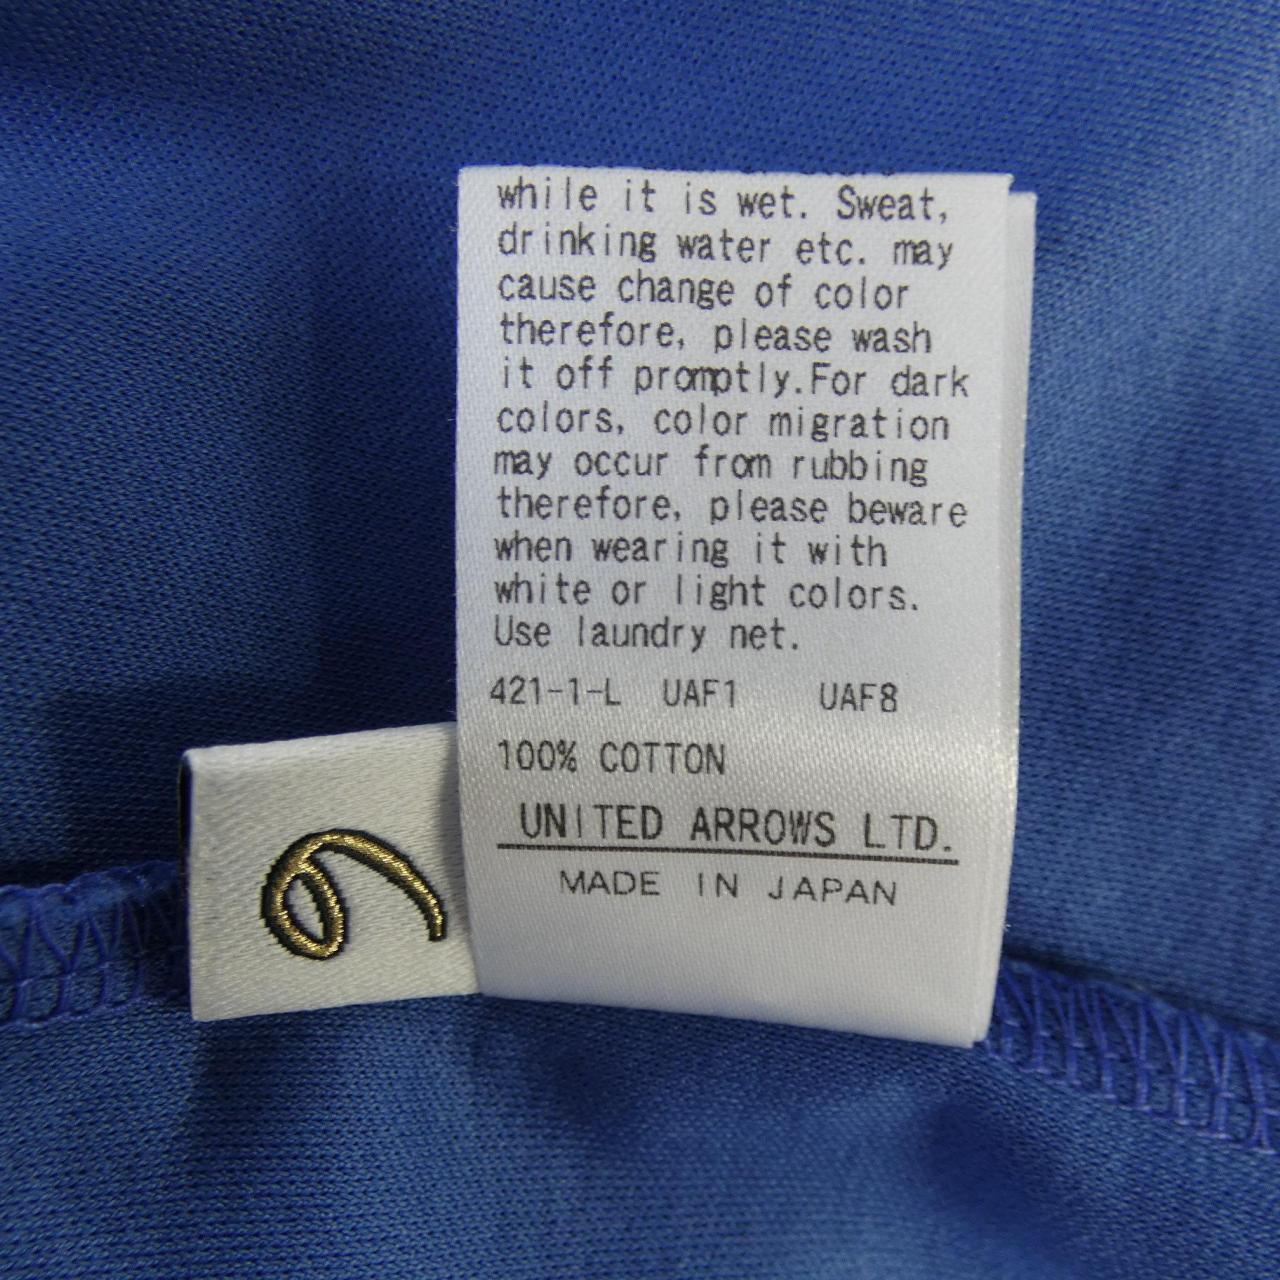 while it is wet. Sweat,
drinking water etc. may
cause change of color
therefore, please wash
it off promptly.For dark
colors, color migration
may occur from rubbing
therefore, please beware
when wearing it with
white or light colors.
Use laundry net.
421-1-L UAF1 UAF8
100% COTTON
UNITED ARROWS LTD.
MADE IN JAPAN